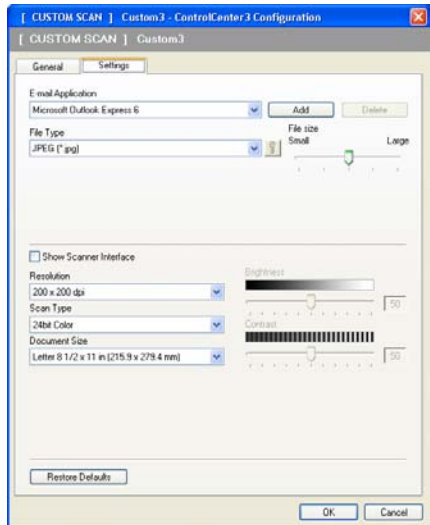 [ CUSTOM SCAN ] Custom3 - ControlCenter3 Configuration
[ CUSTOM SCAN ] Custom3
General Settings
E-mail Application
Microsoft Outlook Express 6 Add Delete
File Type File size
JPEG (*.jpg) Small Large
Show Scanner Interface
Resolution Brightness
200 x 200 dpi 50
Scan Type
24bit Color Contrast
Document Size
Letter 8 1/2 x 11 in (215.9 x 279.4 mm) 50
Restore Defaults
OK Cancel